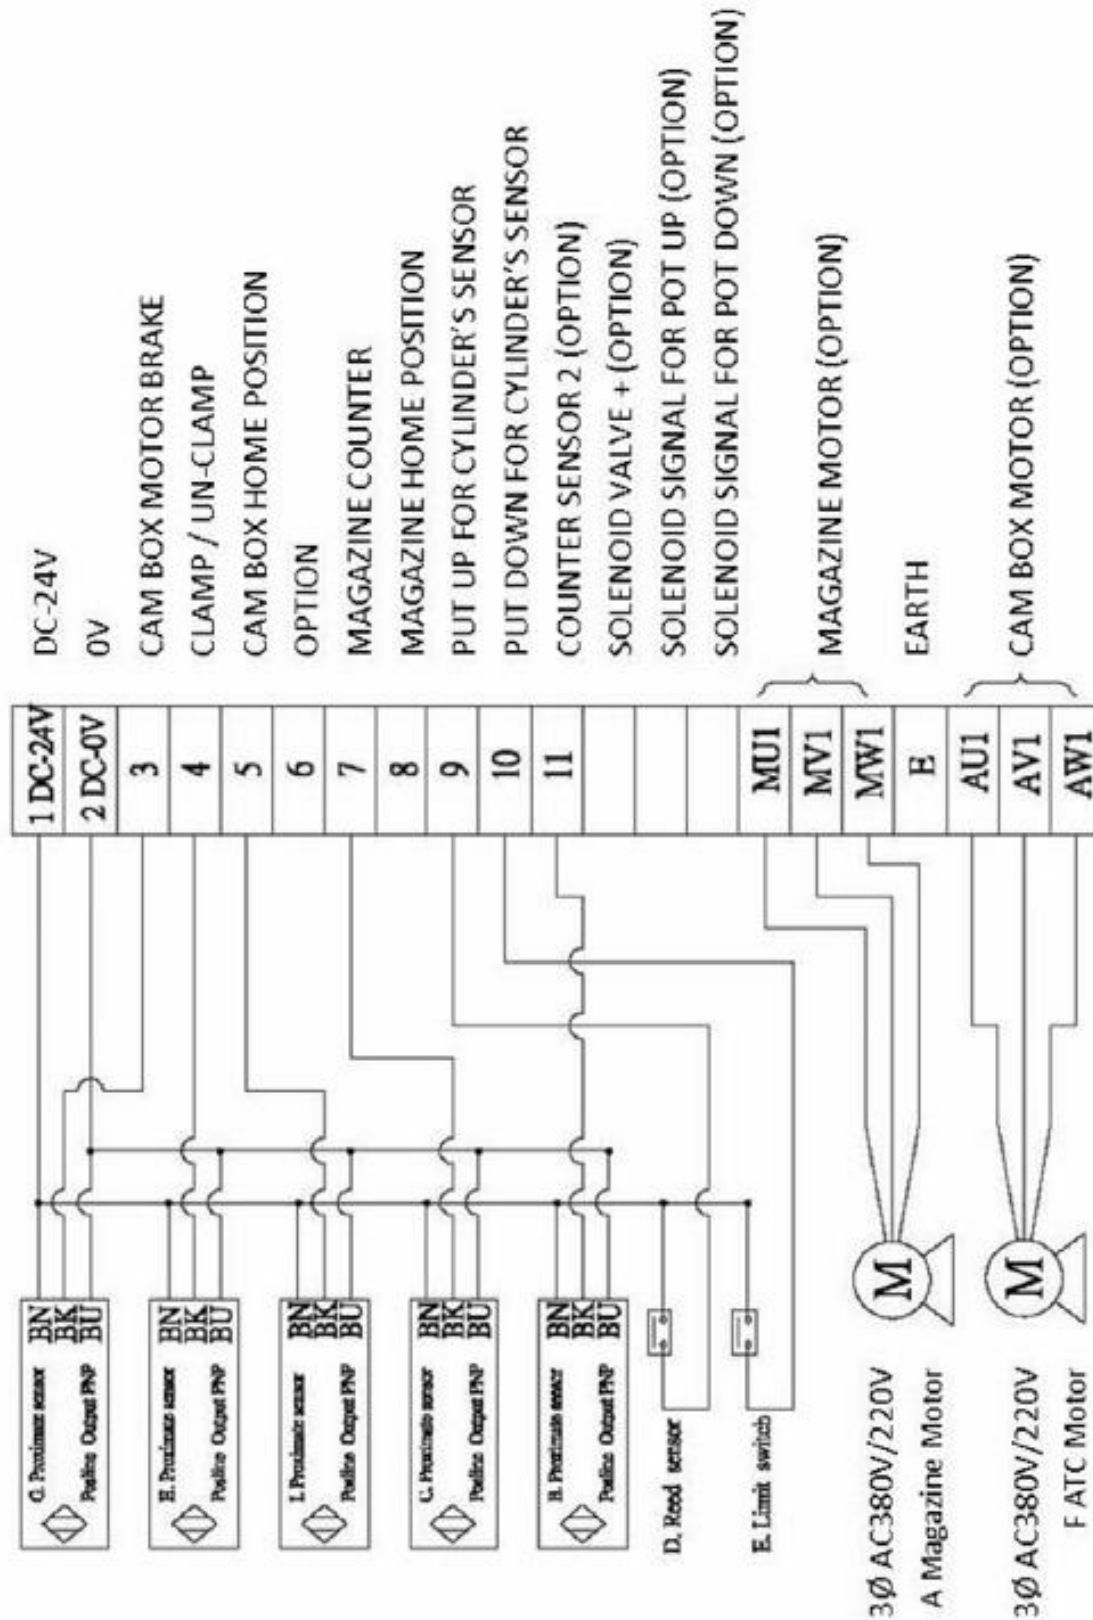 G. Proximate sensor
BN
BK
Positive Output PNP
BU
H. Proximate sensor
BN
BK
Positive Output PNP
BU
I. Proximate sensor
BN
BK
Positive Output PNP
BU
C. Proximate sensor
BN
BK
Positive Output PNP
BU
B. Proximate sensor
BN
BK
Positive Output PNP
BU
D. Reed sensor
E. Limit switch
3Ø AC380V/220V
A Magazine Motor
M
3Ø AC380V/220V
F ATC Motor
M
1 DC-24V
DC-24V
2 DC-0V
0V
3
CAM BOX MOTOR BRAKE
4
CLAMP / UN-CLAMP
5
CAM BOX HOME POSITION
6
OPTION
7
MAGAZINE COUNTER
8
MAGAZINE HOME POSITION
9
PUT UP FOR CYLINDER'S SENSOR
10
PUT DOWN FOR CYLINDER'S SENSOR
11
COUNTER SENSOR 2 (OPTION)
SOLENOID VALVE + (OPTION)
SOLENOID SIGNAL FOR POT UP (OPTION)
SOLENOID SIGNAL FOR POT DOWN (OPTION)
MU1
MV1
MAGAZINE MOTOR (OPTION)
MW1
E
EARTH
AU1
AV1
CAM BOX MOTOR (OPTION)
AW1